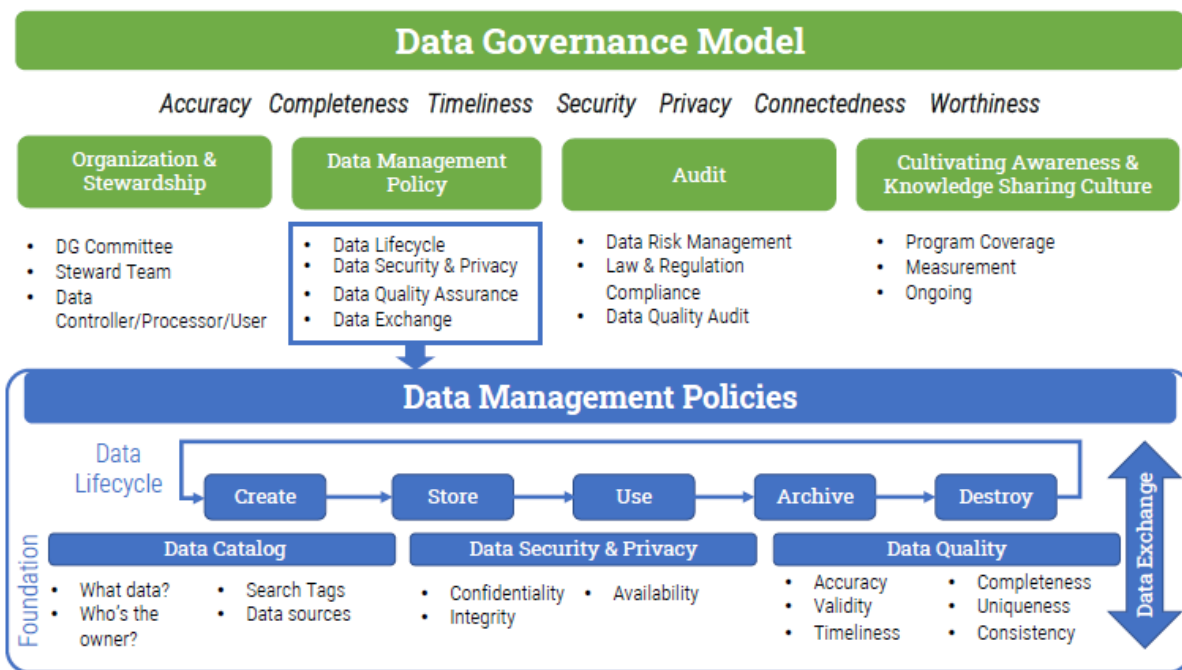 Data Governance Model
Accuracy Completeness Timeliness Security Privacy Connectedness Worthiness
Organization &
Stewardship
• DG Committee
• Steward Team
• Data
Controller/Processor/User
Data Management
Policy
• Data Lifecycle
• Data Security & Privacy
• Data Quality Assurance
• Data Exchange
Audit
• Data Risk Management
• Law & Regulation
Compliance
• Data Quality Audit
Cultivating Awareness &
Knowledge Sharing Culture
• Program Coverage
• Measurement
• Ongoing
Data Management Policies
Data
Lifecycle
Create
Store
Use
Archive
Destroy
Data Exchange
Foundation
Data Catalog
• What data?
• Who's the
owner?
• Search Tags
• Data sources
Data Security & Privacy
• Confidentiality
• Integrity
• Availability
Data Quality
• Accuracy
• Validity
• Timeliness
• Completeness
• Uniqueness
• Consistency